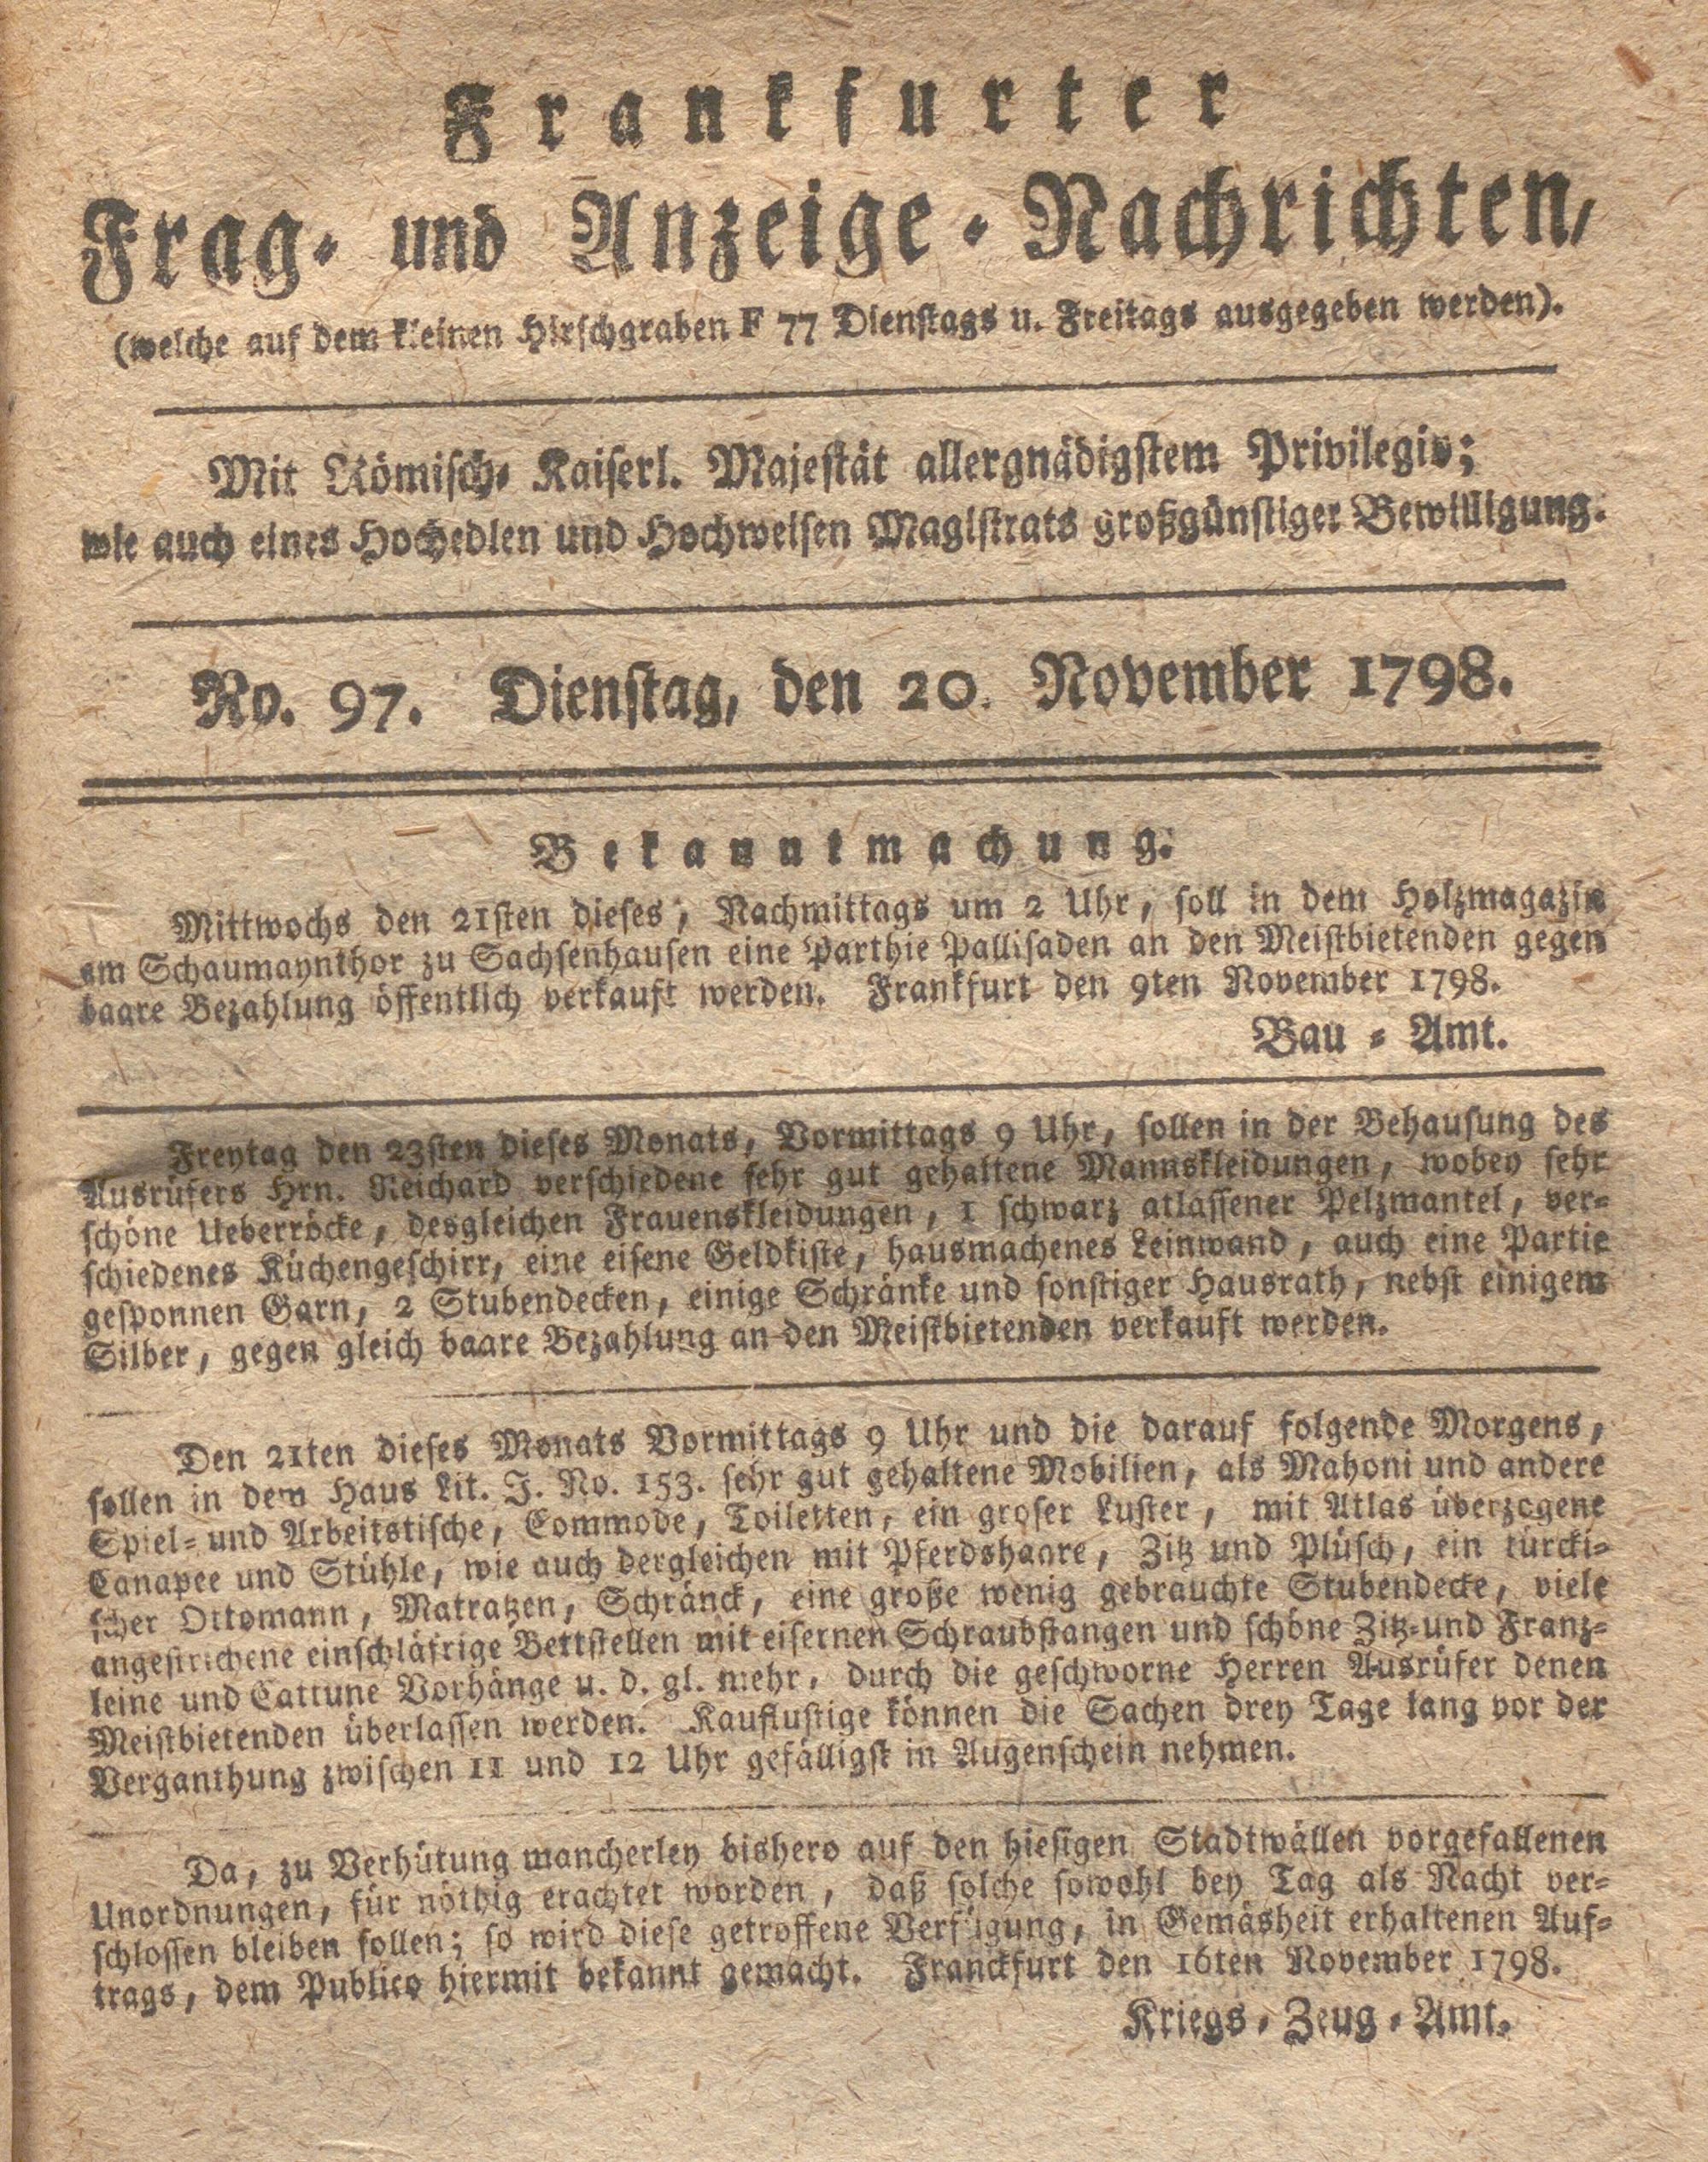 Frankfurter
Frag- und Anzeige-Nachrichten,
(welche auf dem kleinen Hirschgraben F 77 Dienstags u. Freitags ausgegeben werden).
Mit Römisch- Kaiserl. Majestät allergnädigstem Privilegio;
wie auch eines Hochedlen und Hochweisen Magistrats großgünstiger Bewilligung.
No. 97. Dienstag, den 20. November 1798.
Bekanntmachung.
Mittwochs den 21sten dieses, Nachmittags um 2 Uhr, soll in dem Holzmagazin
am Schaumaynthor zu Sachsenhausen eine Parthie Pallisaden an den Meistbietenden gegen
baare Bezahlung öffentlich verkauft werden. Frankfurt den 9ten November 1798.
Bau-Amt.
Freytag den 23sten dieses Monats, Vormittags 9 Uhr, sollen in der Behausung des
Ausrüfers Hrn. Reichard verschiedene sehr gut gehaltene Mannskleidungen, wobey sehr
schöne Ueberröcke, desgleichen Frauenskleidungen, 1 schwarz atlassener Pelzmantel, ver-
schiedenes Küchengeschirr, eine eisene Geldkiste, hausmachenes Leinwand, auch eine Partie
gesponnen Garn, 2 Stubendecken, einige Schränke und sonstiger Hausrath, nebst einigem
Silber, gegen gleich baare Bezahlung an den Meistbietenden verkauft werden.
Den 21ten dieses Monats Vormittags 9 Uhr und die darauf folgende Morgens,
sollen in dem Haus Lit. J. No. 153. sehr gut gehaltene Mobilien, als Mahoni und andere
Spiel- und Arbeitstische, Commode, Toiletten, ein groser Luster, mit Atlas überzogene
Canapee und Stühle, wie auch dergleichen mit Pferdshaare, Zitz und Plüsch, ein türcki-
scher Ottomann, Matratzen, Schränck, eine große wenig gebrauchte Stubendecke, viele
angestrichene einschläfrige Bettstellen mit eisernen Schraubstangen und schöne Zitz-und Franz-
leine und Cattune Vorhänge u. d. gl. mehr, durch die geschworne Herren Ausrüfer denen
Meistbietenden überlassen werden. Kauflustige können die Sachen drey Tage lang vor der
Verganthung zwischen 11 und 12 Uhr gefälligst in Augenschein nehmen.
Da, zu Verhütung mancherley bishero auf den hiesigen Stadtwällen vorgefallenen
Unordnungen, für nöthig erachtet worden, daß solche sowohl bey Tag als Nacht ver-
schlossen bleiben sollen; so wird diese getroffene Verfügung, in Gemäsheit erhaltenen Auf-
trags, dem Publico hiermit bekannt gemacht. Franckfurt den 16ten November 1798.
Kriegs-Zeug-Amt.